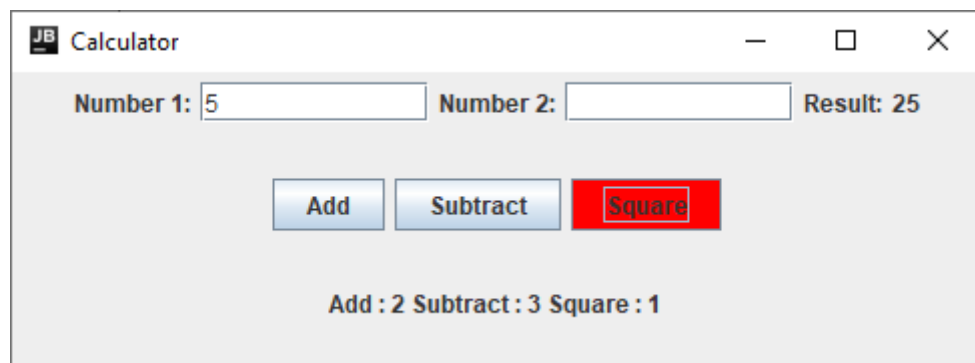 JB Calculator
Number 1: 5 Number 2: Result: 25
Add Subtract Square
Add : 2 Subtract : 3 Square : 1